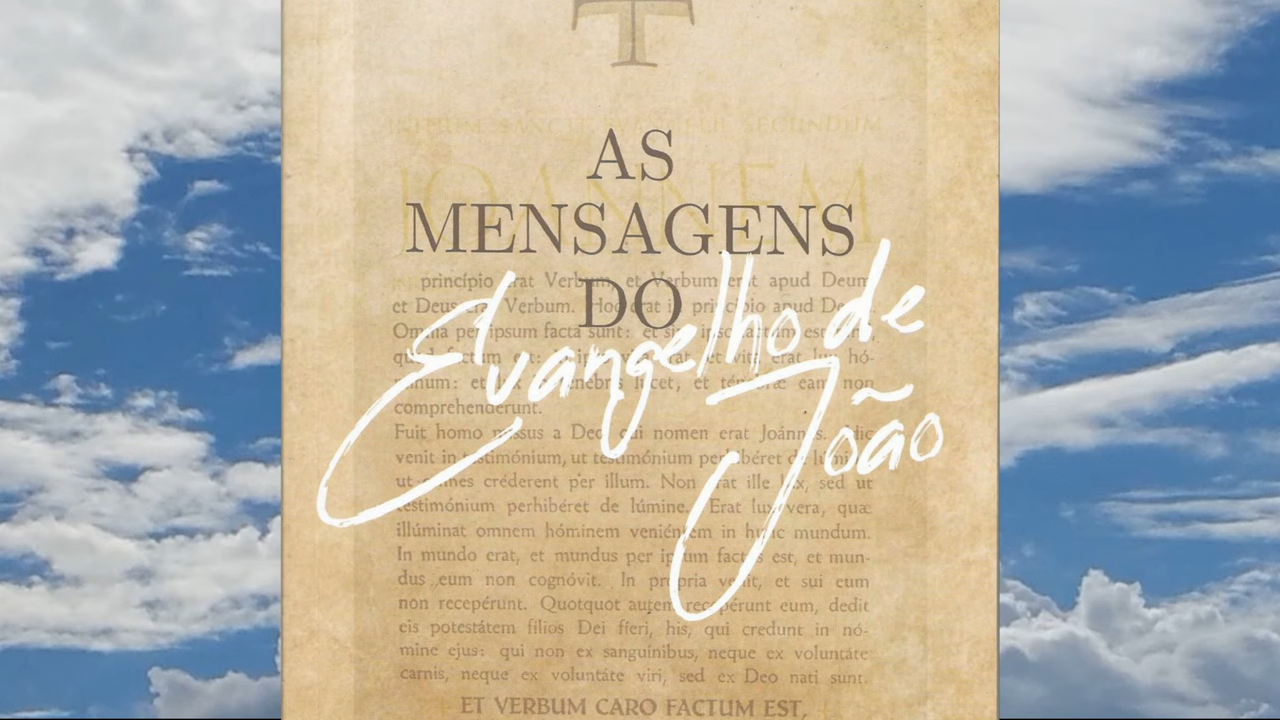 INITIUM SANCTI EVANGELII SECUNDUM
JOANNEM
AS
MENSAGENS
DO
Evangelho de
João
princípio erat Verbum, et Verbum erat apud Deum,
et Deus erat Verbum. Hoc erat in princípio apud Deum.
Omnia per ipsum facta sunt: et sine ipso factum est
quod factum est: in ipso vita erat, et vita erat lux hó-
minum: et lux in ténebris lucet, et ténebræ eam non
comprehendérunt.
Fuit homo missus a Deo, cui nomen erat Joánnes. Hic
venit in testimónium, ut testimónium perhibéret de lúmine,
ut omnes créderent per illum. Non erat ille lux, sed ut
testimónium perhibéret de lúmine. Erat lux vera, quæ
illúminat omnem hóminem veniéntem in hunc mundum.
In mundo erat, et mundus per ipsum factus est, et mun-
dus eum non cognóvit. In própria venit, et sui eum
non recepérunt. Quotquot autem recepérunt eum, dedit
eis potestátem fílios Dei fíeri, his, qui credunt in nó-
mine ejus: qui non ex sanguínibus, neque ex voluntáte
carnis, neque ex voluntáte viri, sed ex Deo nati sunt.
ET VERBUM CARO FACTUM EST,